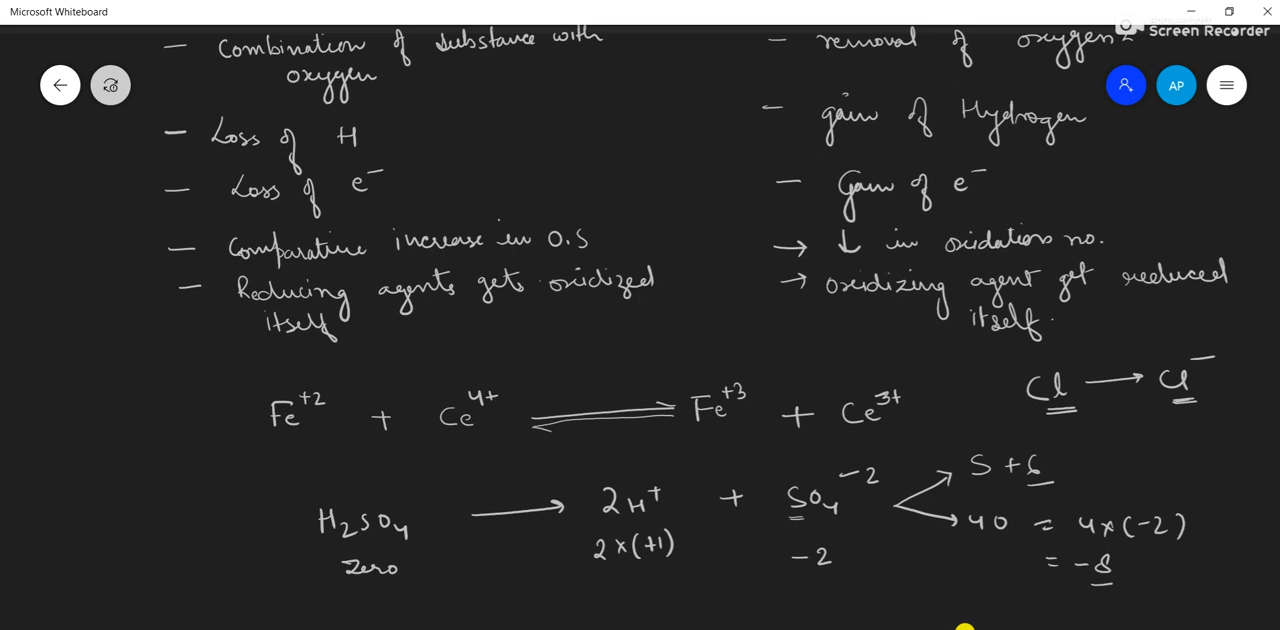 Microsoft Whiteboard
Screen Recorder
— Combination of substance with
oxygen
— removal of oxygen
AP
— Loss of H
— gain of Hydrogen
— Loss of e⁻
— Gain of e⁻
— Comparative increase in O.S
→ ↓ in oxidation no.
— Reducing agents gets oxidized
itself
→ oxidizing agent get reduced
itself.
Cl → Cl⁻
Fe⁺² + Ce⁴⁺ ⇌ Fe⁺³ + Ce³⁺
H₂SO₄ → 2H⁺ + SO₄⁻²
zero 2×(+1) -2
S +6
4O = 4×(-2)
= -8